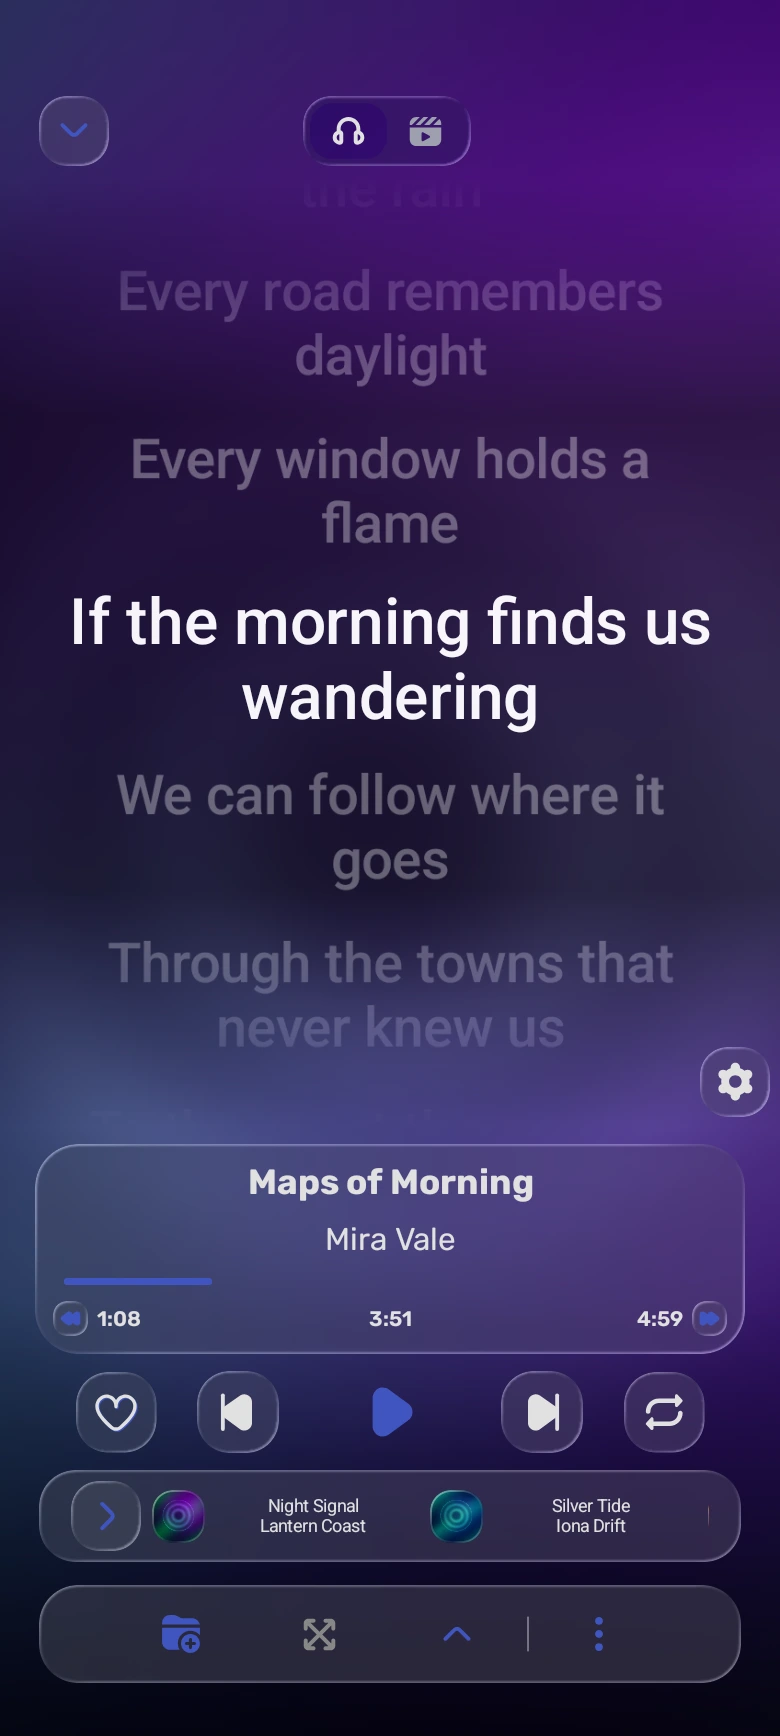 the rain
Every road remembers
daylight
Every window holds a
flame
If the morning finds us
wandering
We can follow where it
goes
Through the towns that
never knew us
Maps of Morning
Mira Vale
1:08
3:51
4:59
Night Signal
Lantern Coast
Silver Tide
Iona Drift